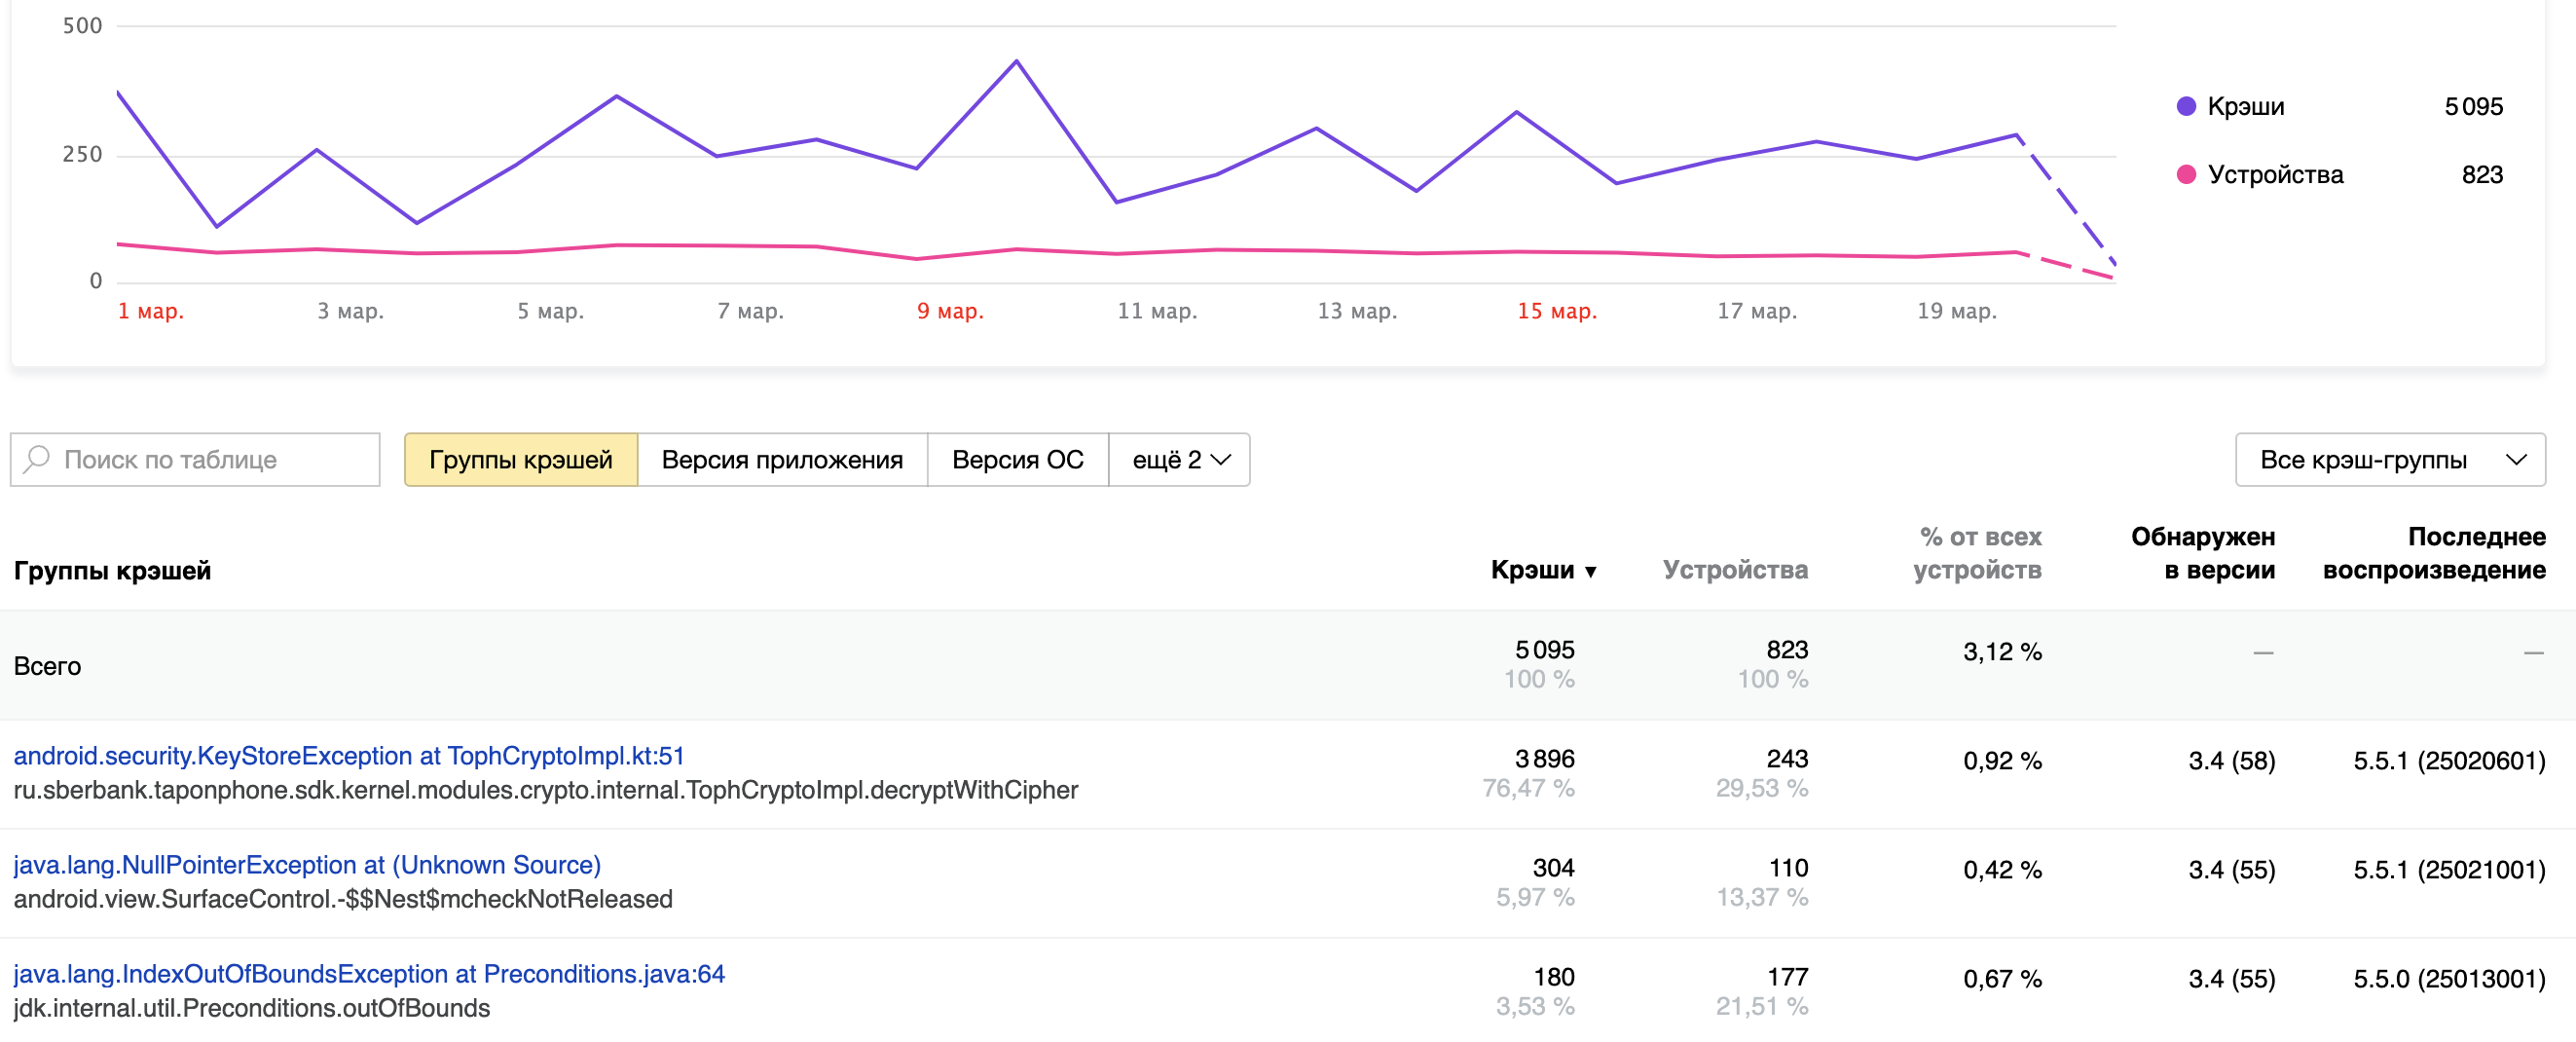 500
250
0
1 мар.
3 мар.
5 мар.
7 мар.
9 мар.
11 мар.
13 мар.
15 мар.
17 мар.
19 мар.
Крэши 5 095
Устройства 823
Поиск по таблице
Группы крэшей
Версия приложения
Версия ОС
ещё 2
Все крэш-группы
Группы крэшей
Крэши ▼
Устройства
% от всех
устройств
Обнаружен
в версии
Последнее
воспроизведение
Всего
5 095
100 %
823
100 %
3,12 %
—
—
android.security.KeyStoreException at TophCryptoImpl.kt:51
ru.sberbank.taponphone.sdk.kernel.modules.crypto.internal.TophCryptoImpl.decryptWithCipher
3 896
76,47 %
243
29,53 %
0,92 %
3.4 (58)
5.5.1 (25020601)
java.lang.NullPointerException at (Unknown Source)
android.view.SurfaceControl.-$$Nest$mcheckNotReleased
304
5,97 %
110
13,37 %
0,42 %
3.4 (55)
5.5.1 (25021001)
java.lang.IndexOutOfBoundsException at Preconditions.java:64
jdk.internal.util.Preconditions.outOfBounds
180
3,53 %
177
21,51 %
0,67 %
3.4 (55)
5.5.0 (25013001)